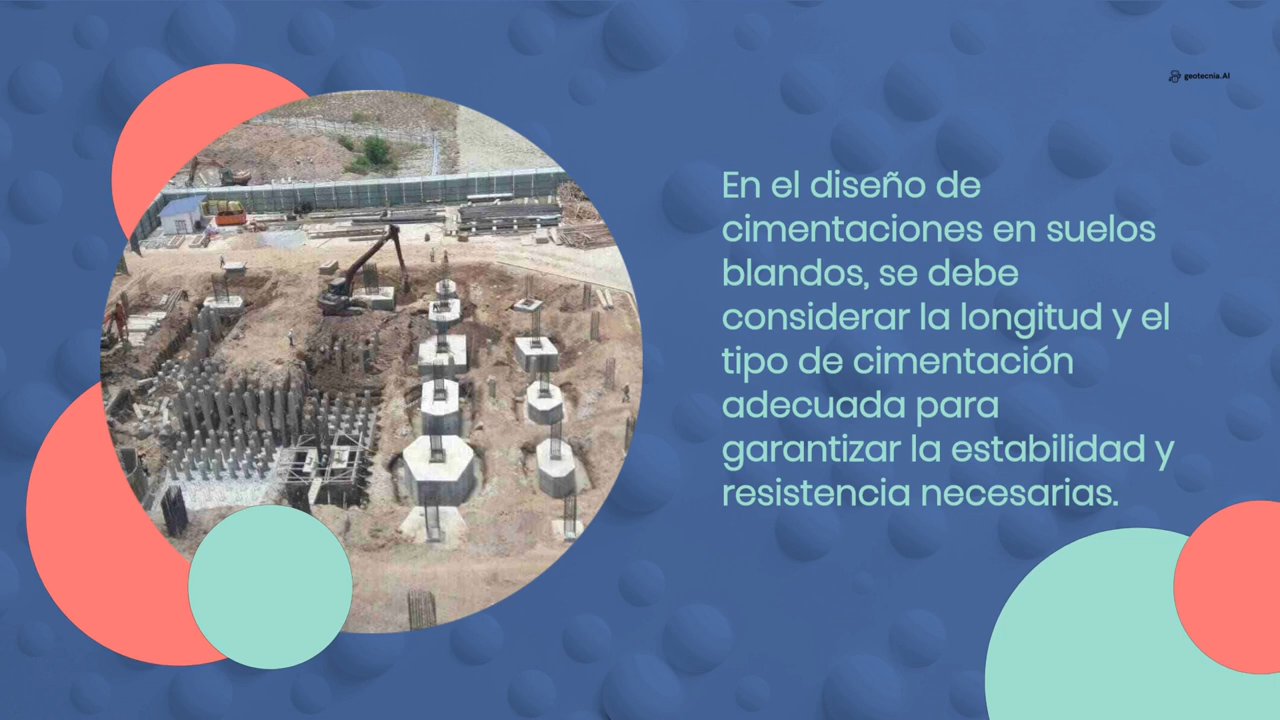 geotecnia.AI
En el diseño de
cimentaciones en suelos
blandos, se debe
considerar la longitud y el
tipo de cimentación
adecuada para
garantizar la estabilidad y
resistencia necesarias.